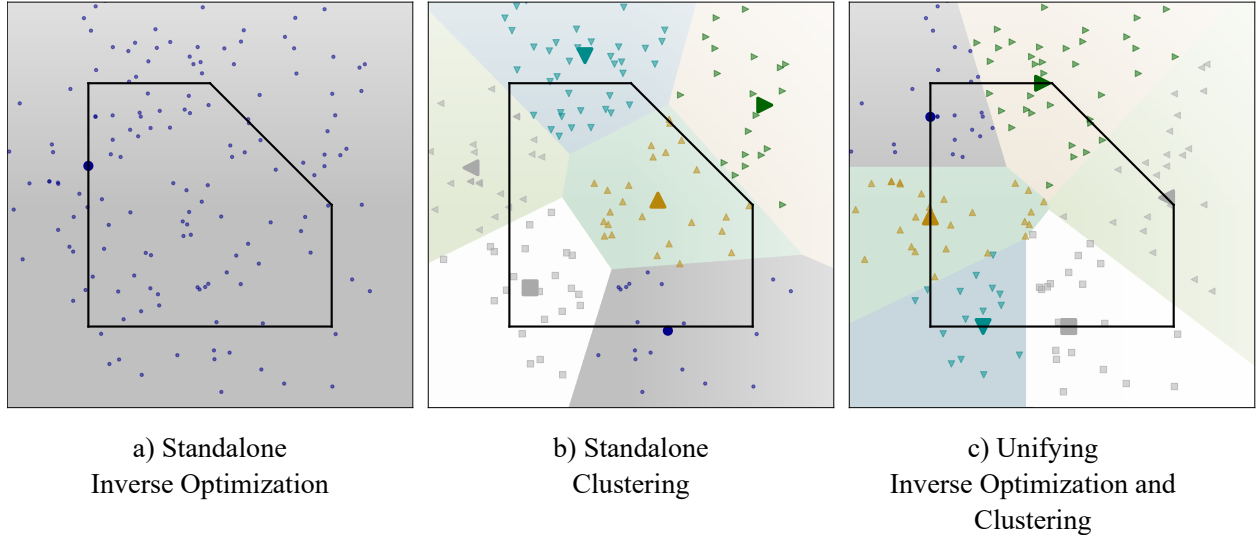 a) Standalone
Inverse Optimization
b) Standalone
Clustering
c) Unifying
Inverse Optimization and
Clustering